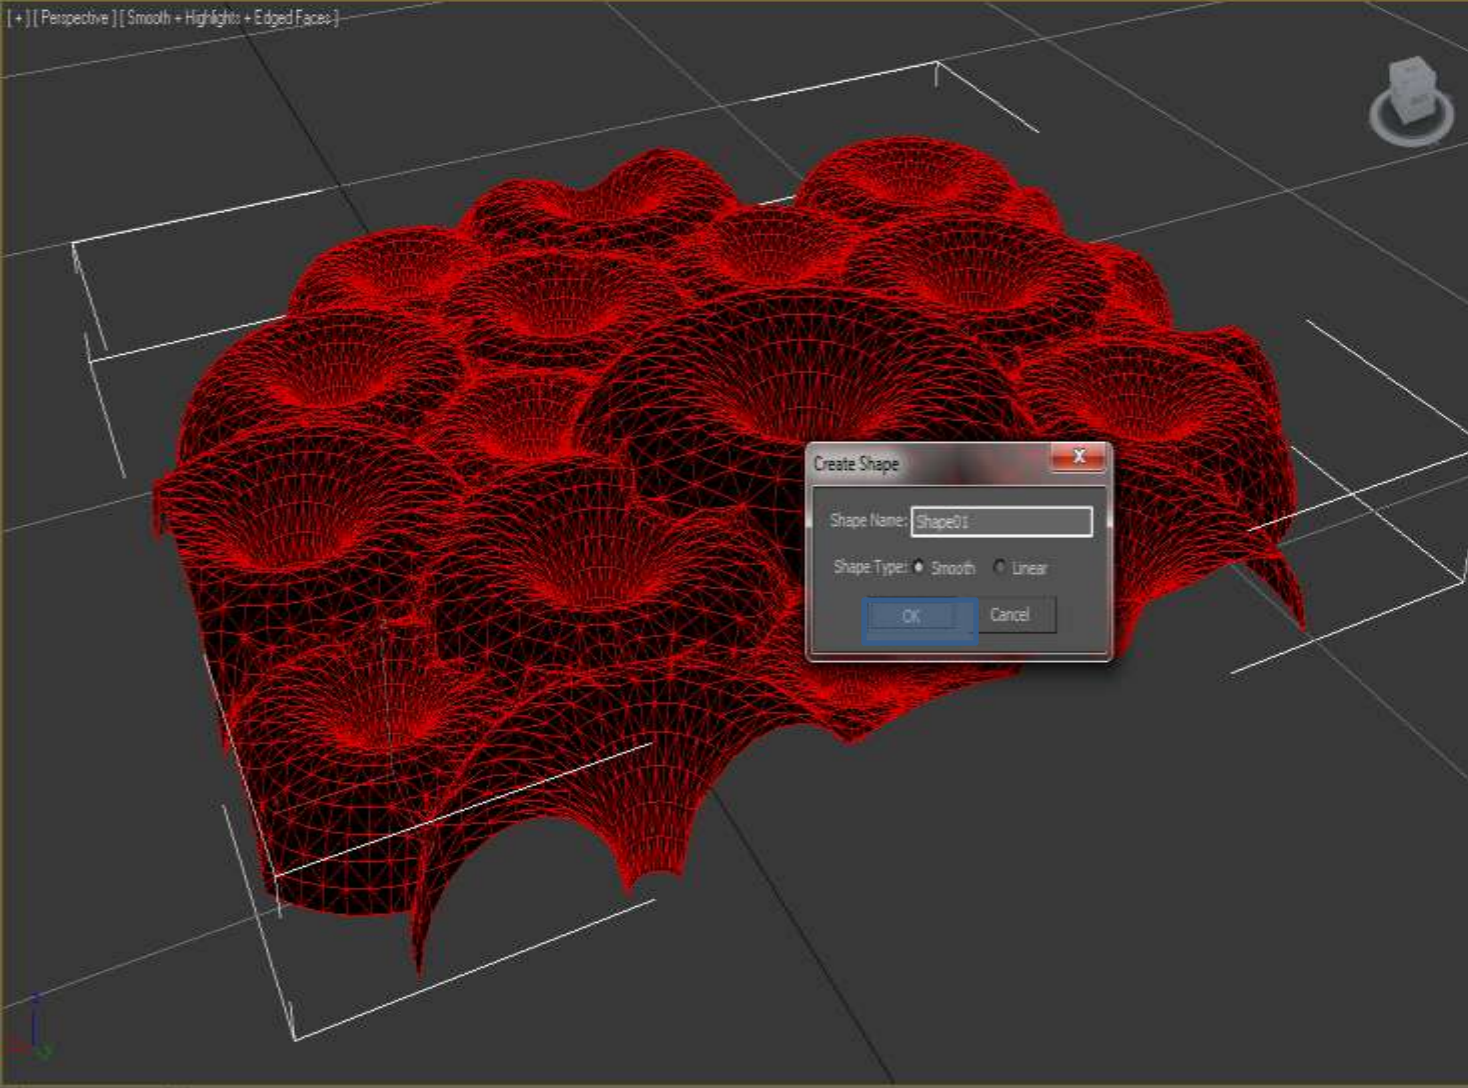 [ + ] [ Perspective ] [ Smooth + Highlights + Edged Faces ]
Create Shape
X
Shape Name: Shape01
Shape Type: Smooth Linear
OK Cancel